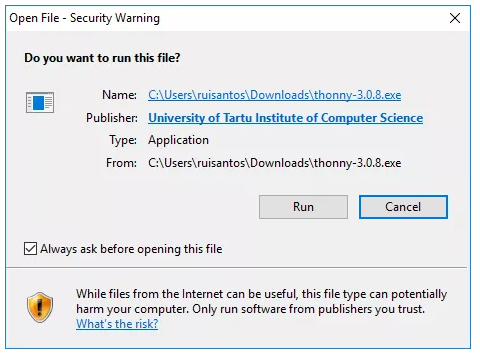 Open File - Security Warning
Do you want to run this file?
Name: C:\Users\ruisantos\Downloads\thonny-3.0.8.exe
Publisher: University of Tartu Institute of Computer Science
Type: Application
From: C:\Users\ruisantos\Downloads\thonny-3.0.8.exe
Run Cancel
Always ask before opening this file
While files from the Internet can be useful, this file type can potentially
harm your computer. Only run software from publishers you trust.
What's the risk?